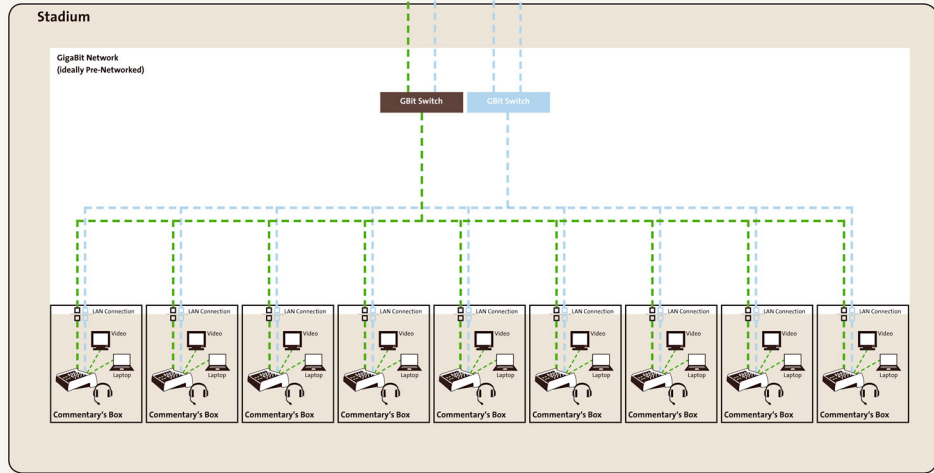 Stadium
GigaBit Network
(ideally Pre-Networked)
GBit Switch
GBit Switch
LAN Connection
Video
Laptop
Commentary's Box
LAN Connection
Video
Laptop
Commentary's Box
LAN Connection
Video
Laptop
Commentary's Box
LAN Connection
Video
Laptop
Commentary's Box
LAN Connection
Video
Laptop
Commentary's Box
LAN Connection
Video
Laptop
Commentary's Box
LAN Connection
Video
Laptop
Commentary's Box
LAN Connection
Video
Laptop
Commentary's Box
LAN Connection
Video
Laptop
Commentary's Box